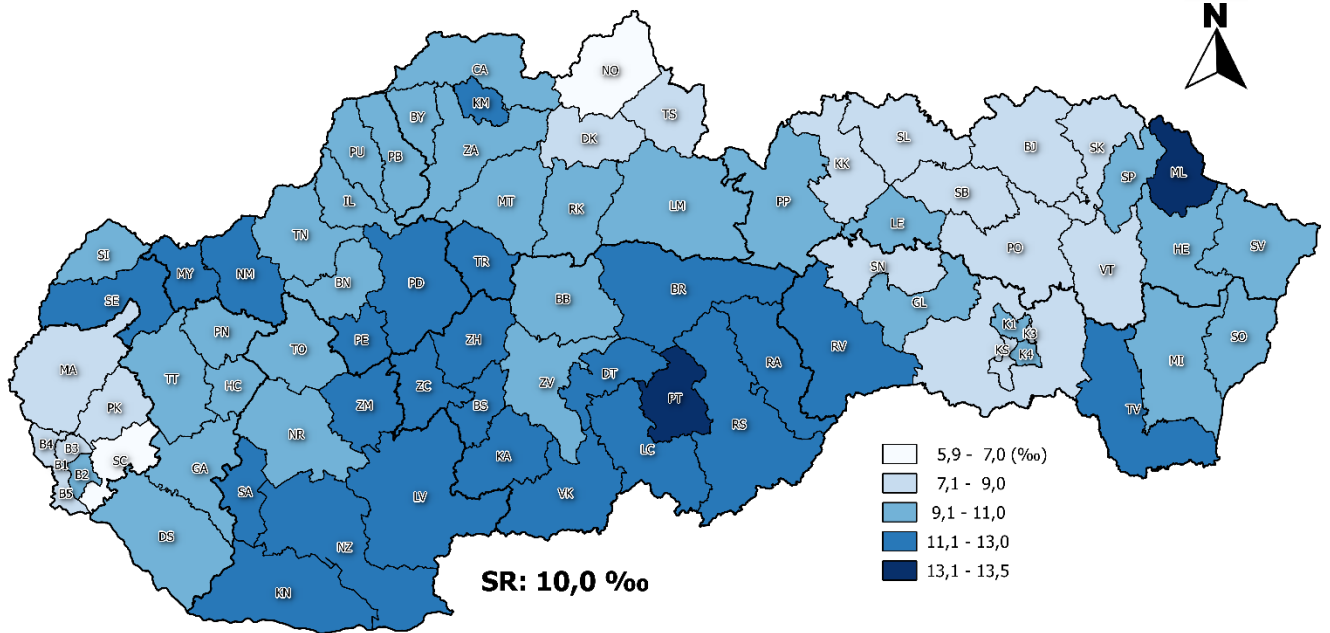 N
CA
NO
KM
TS
BY
DK
SL
BJ
SK
PU
PB
ZA
KK
SP
ML
SB
IL
MT
RK
LM
PP
LE
TN
PO
HE
SV
SI
MY
NM
BN
PD
TR
SN
VT
SE
BB
BR
GL
PN
PE
ZH
K1
K3
TO
RV
SO
KS
K4
MI
MA
TT
HC
ZC
ZV
DT
RA
PK
ZM
BS
PT
TV
B4
B3
NR
RS
B1
SC
KA
LC
B2
GA
B5
SA
LV
VK
DS
NZ
KN
5,9 - 7,0 (‰)
7,1 - 9,0
9,1 - 11,0
11,1 - 13,0
13,1 - 13,5
SR: 10,0 ‰